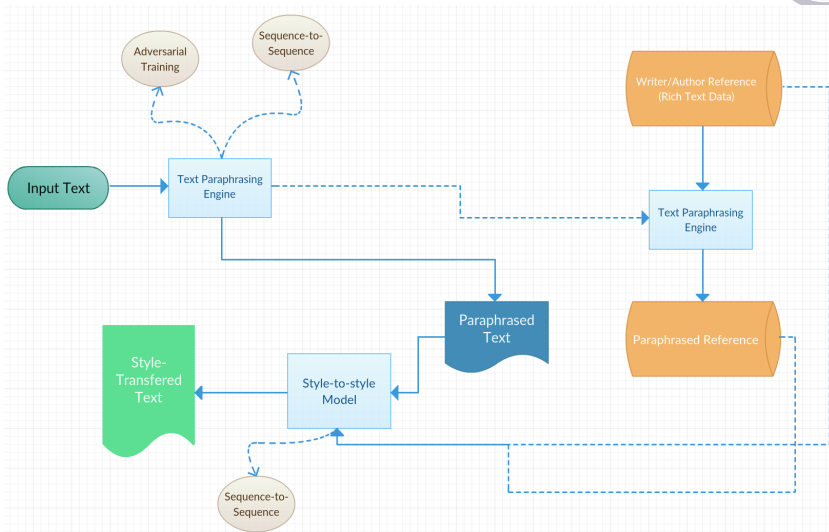 Adversarial
Training
Sequence-to-
Sequence
Writer/Author Reference
(Rich Text Data)
Input Text
Text Paraphrasing
Engine
Text Paraphrasing
Engine
Paraphrased
Text
Paraphrased Reference
Style-
Transfered
Text
Style-to-style
Model
Sequence-to-
Sequence